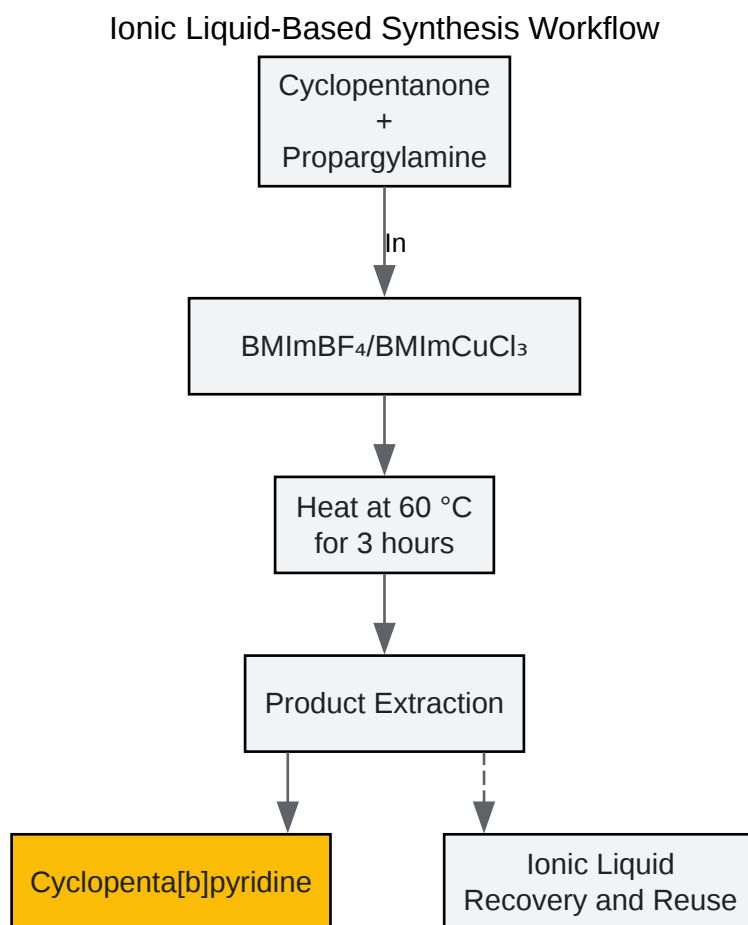 Ionic Liquid-Based Synthesis Workflow
Cyclopentanone
+
Propargylamine
In
BMImBF₄/BMImCuCl₃
Heat at 60 °C
for 3 hours
Product Extraction
Cyclopenta[b]pyridine
Ionic Liquid
Recovery and Reuse